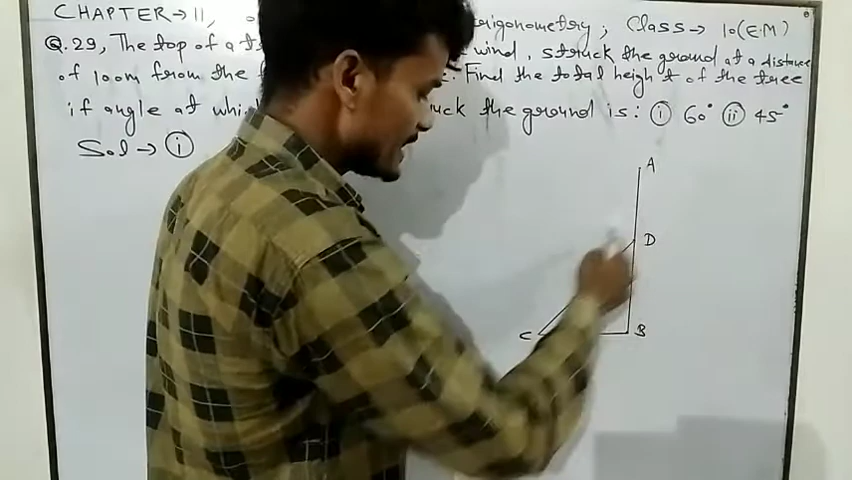 CHAPTER→11, trigonometry; Class→ 10(E.M)
Q.29, The top of a wind, struck the ground at a distance
of 100m from the Find the total height of the tree
if angle at struck the ground is: (i) 60° (ii) 45°
Sol→ (i)
A
D
C B